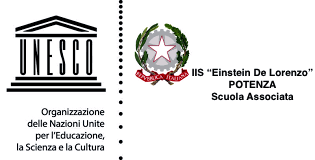 UNESCO
Organizzazione
delle Nazioni Unite
per l'Educazione,
la Scienza e la Cultura
REPVBBLICA ITALIANA
IIS “Einstein De Lorenzo”
POTENZA
Scuola Associata